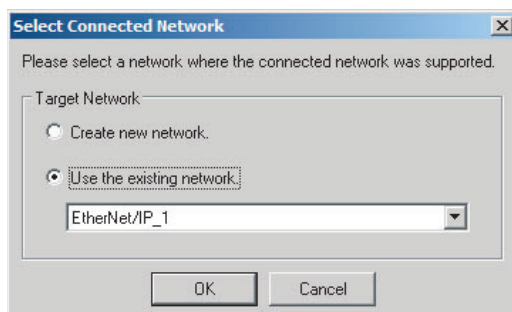 Select Connected Network
Please select a network where the connected network was supported.
Target Network
Create new network.
Use the existing network.
EtherNet/IP_1
OK
Cancel